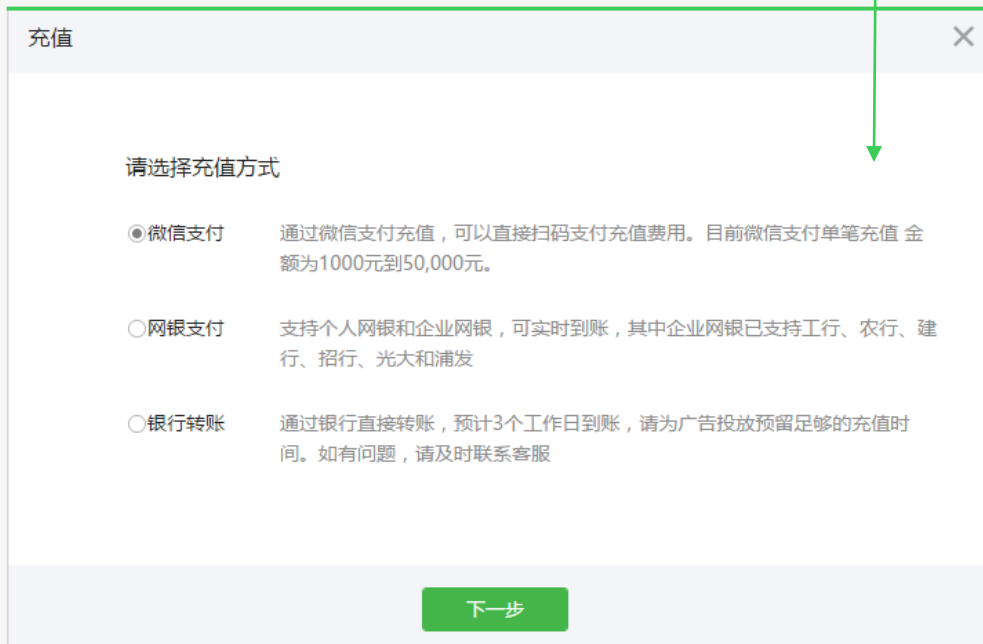 充值
请选择充值方式
微信支付 通过微信支付充值，可以直接扫码支付充值费用。目前微信支付单笔充值 金
额为1000元到50,000元。
网银支付 支持个人网银和企业网银，可实时到账，其中企业网银已支持工行、农行、建
行、招行、光大和浦发
银行转账 通过银行直接转账，预计3个工作日到账，请为广告投放预留足够的充值时
间。如有问题，请及时联系客服
下一步